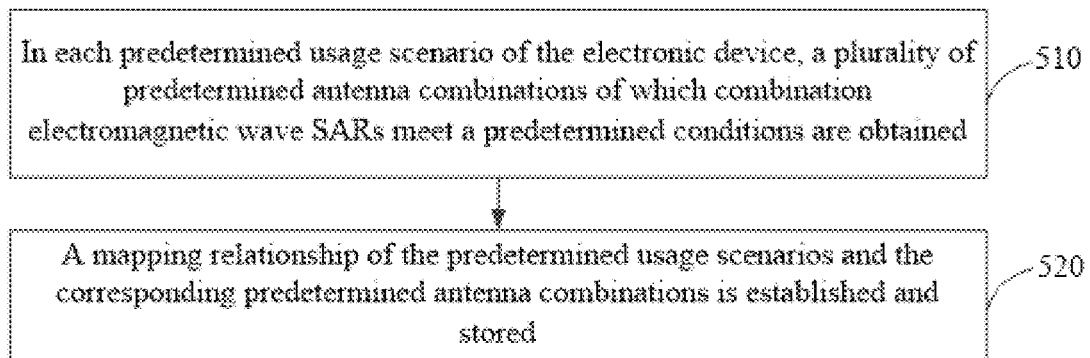 In each predetermined usage scenario of the electronic device, a plurality of
predetermined antenna combinations of which combination
electromagnetic wave SARs meet a predetermined conditions are obtained
510
A mapping relationship of the predetermined usage scenarios and the
corresponding predetermined antenna combinations is established and
stored
520